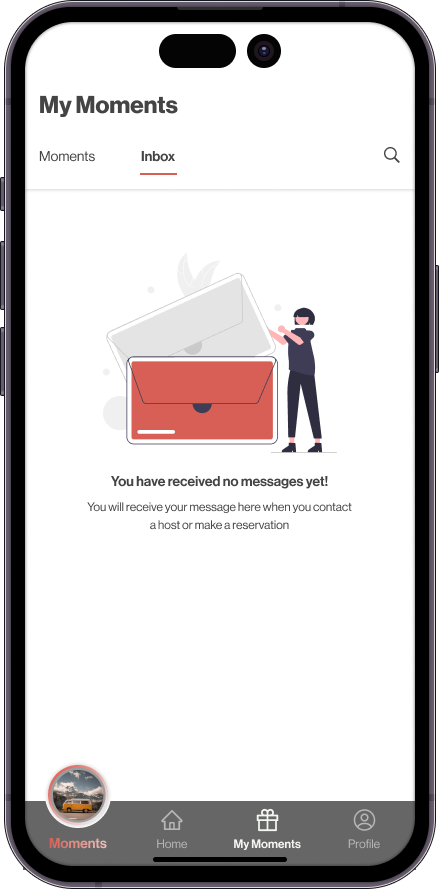 My Moments
Moments
Inbox
You have received no messages yet!
You will receive your message here when you contact
a host or make a reservation
Moments
Home
My Moments
Profile